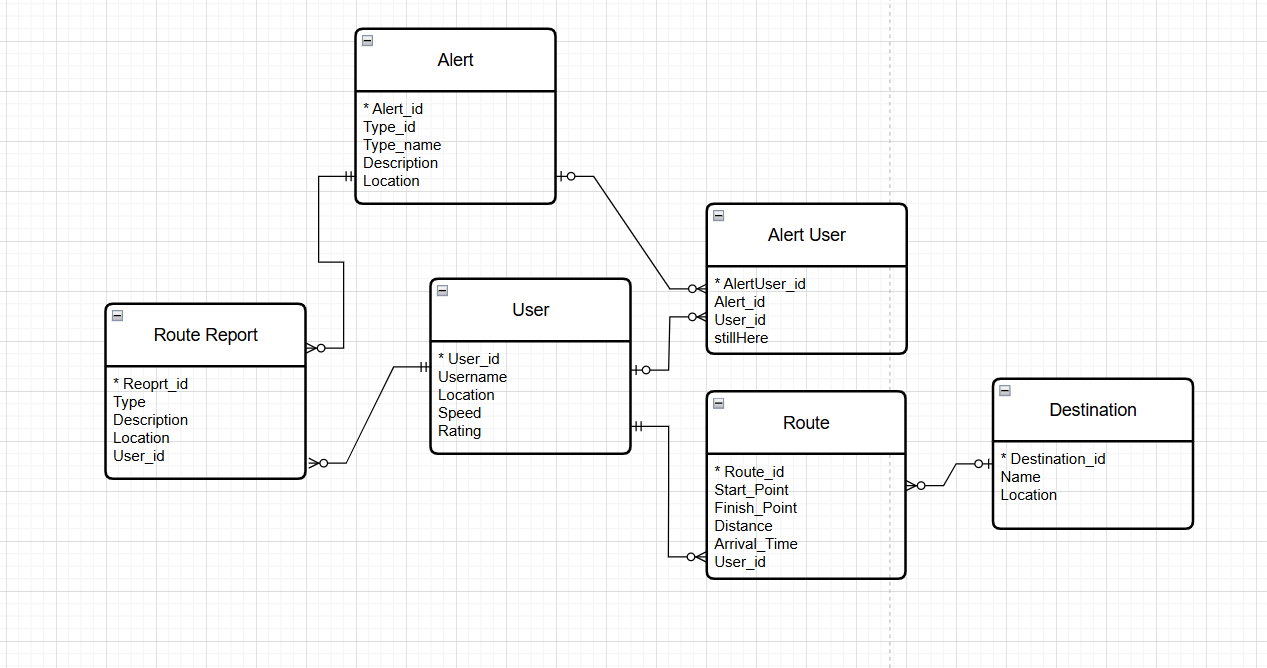 Alert
* Alert_id
Type_id
Type_name
Description
Location
Alert User
* AlertUser_id
Alert_id
User_id
stillHere
User
* User_id
Username
Location
Speed
Rating
Route Report
* Reoprt_id
Type
Description
Location
User_id
Route
* Route_id
Start_Point
Finish_Point
Distance
Arrival_Time
User_id
Destination
* Destination_id
Name
Location